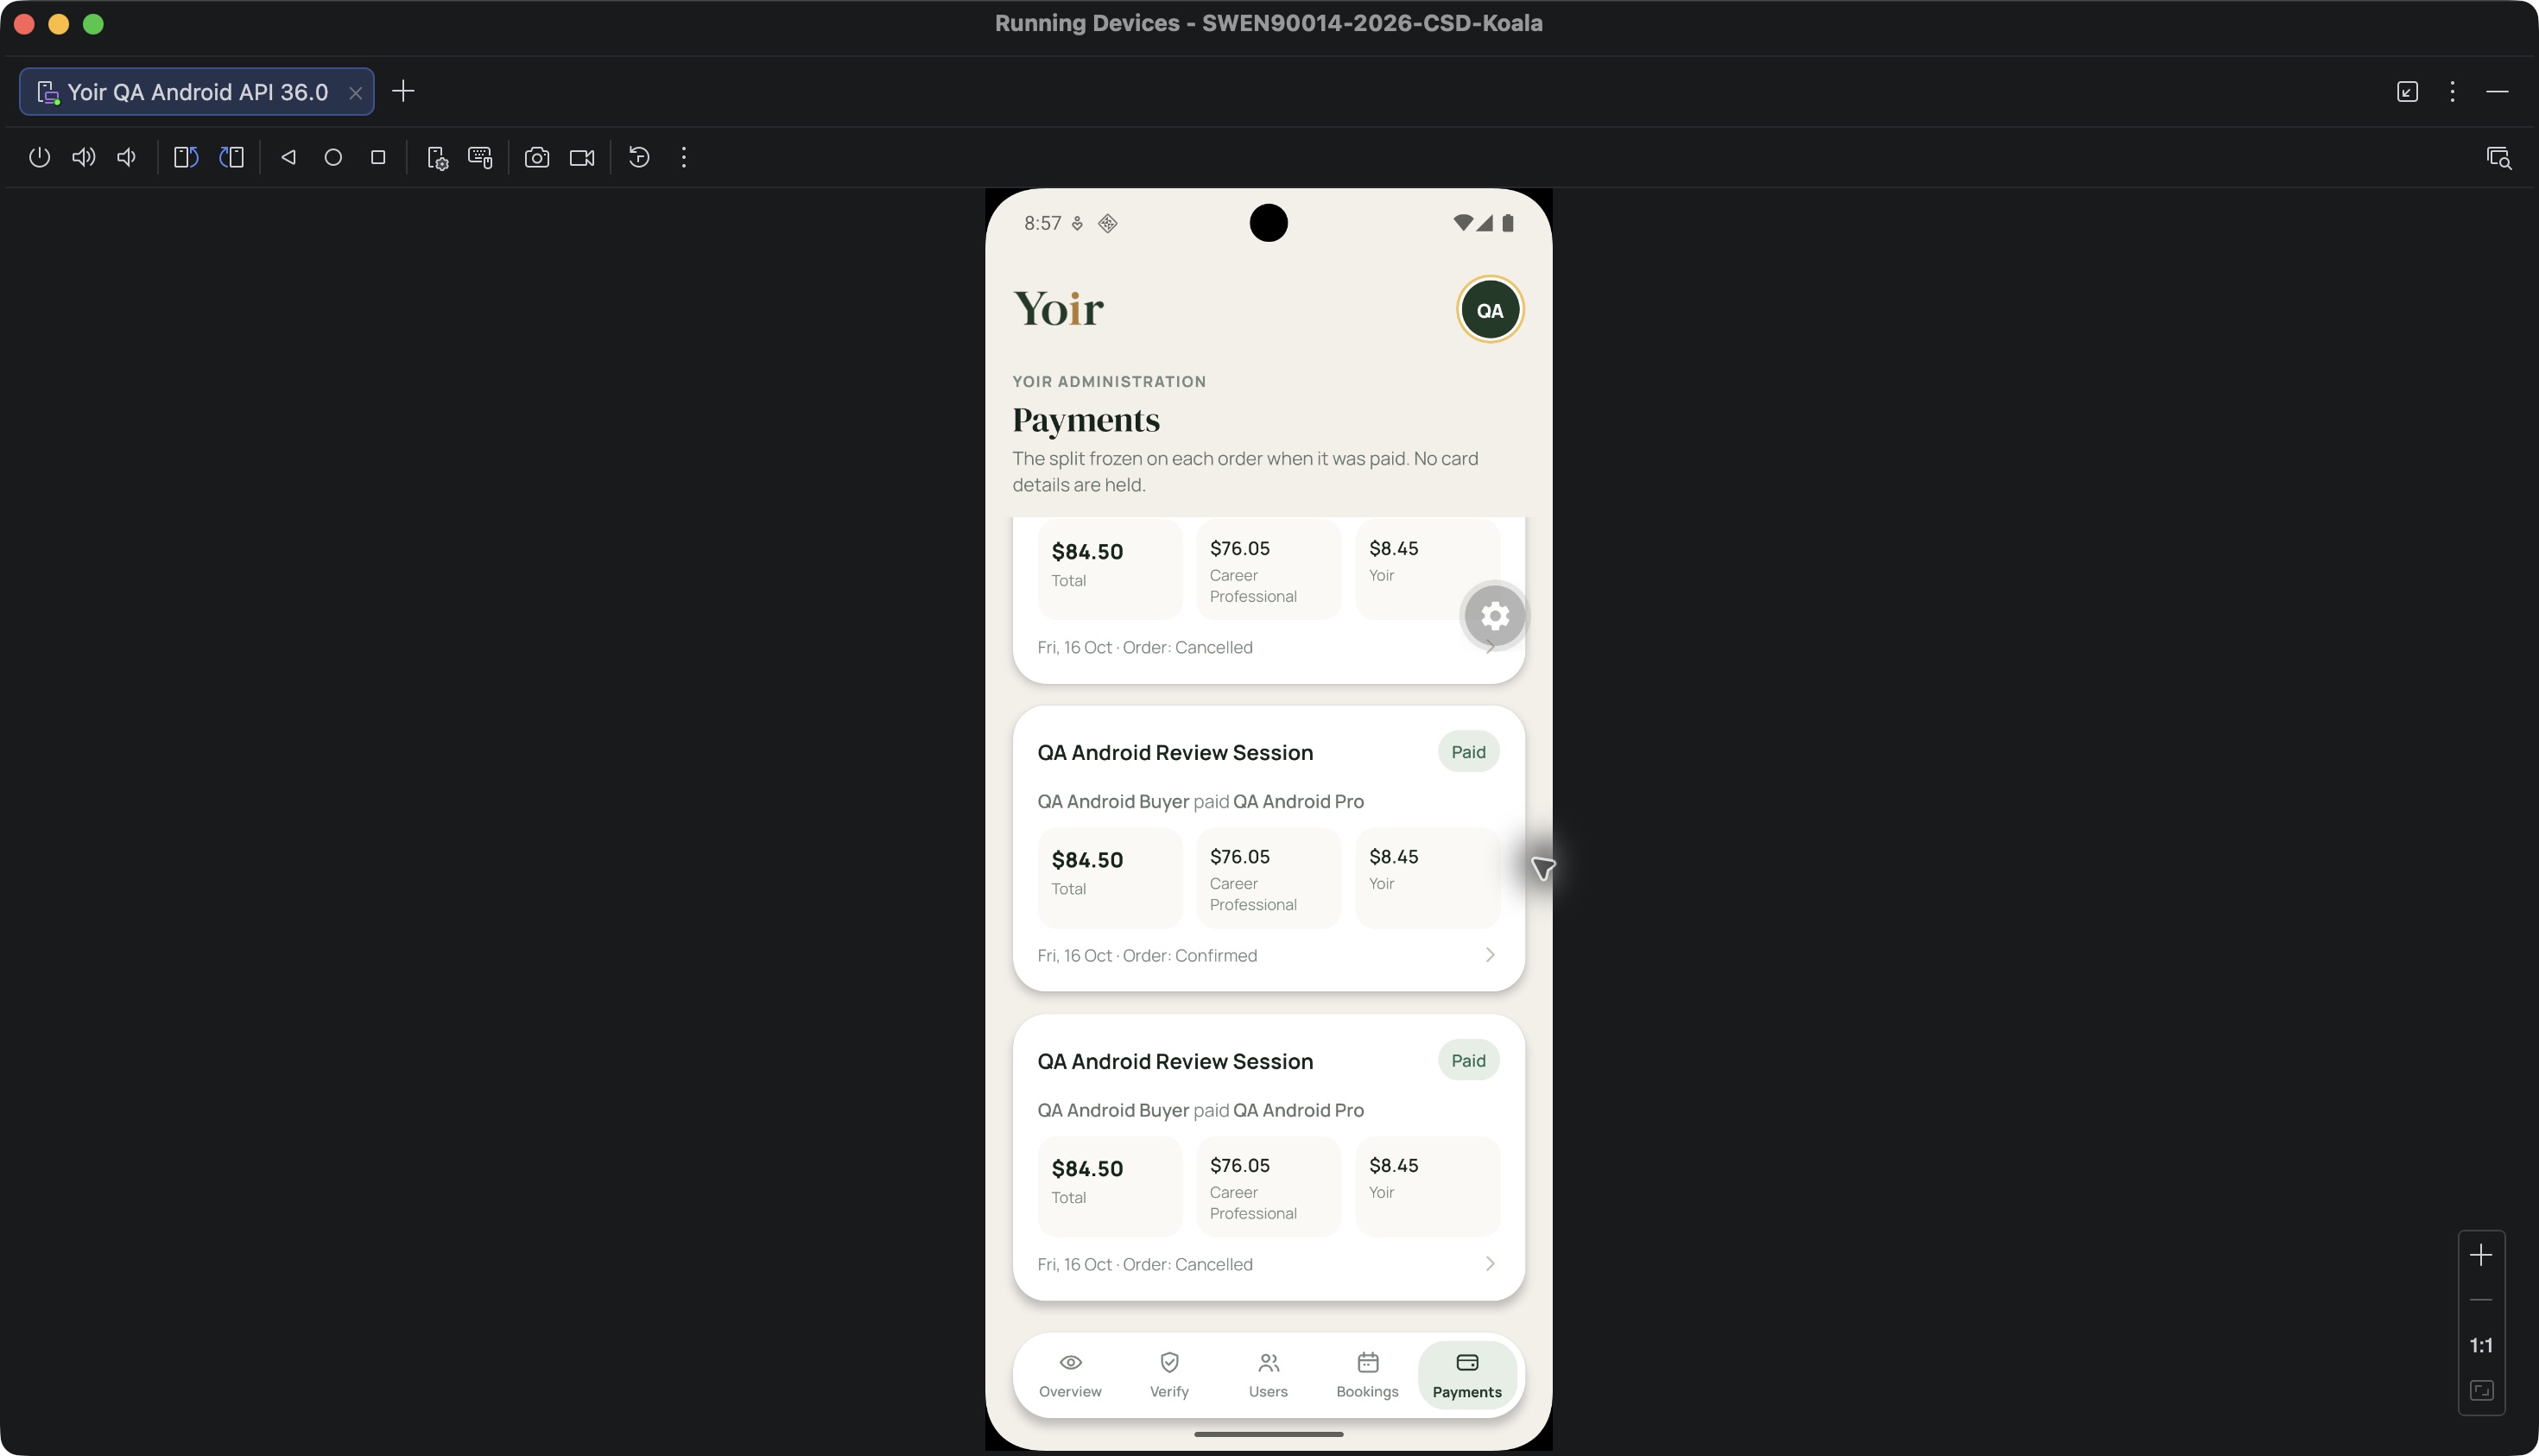 Running Devices - SWEN90014-2026-CSD-Koala
Yoir QA Android API 36.0
8:57
Yoir
QA
YOIR ADMINISTRATION
Payments
The split frozen on each order when it was paid. No card
details are held.
$84.50
Total
$76.05
Career
Professional
$8.45
Yoir
Fri, 16 Oct · Order: Cancelled
QA Android Review Session
Paid
QA Android Buyer paid QA Android Pro
$84.50
Total
$76.05
Career
Professional
$8.45
Yoir
Fri, 16 Oct · Order: Confirmed
QA Android Review Session
Paid
QA Android Buyer paid QA Android Pro
$84.50
Total
$76.05
Career
Professional
$8.45
Yoir
Fri, 16 Oct · Order: Cancelled
Overview
Verify
Users
Bookings
Payments
1:1